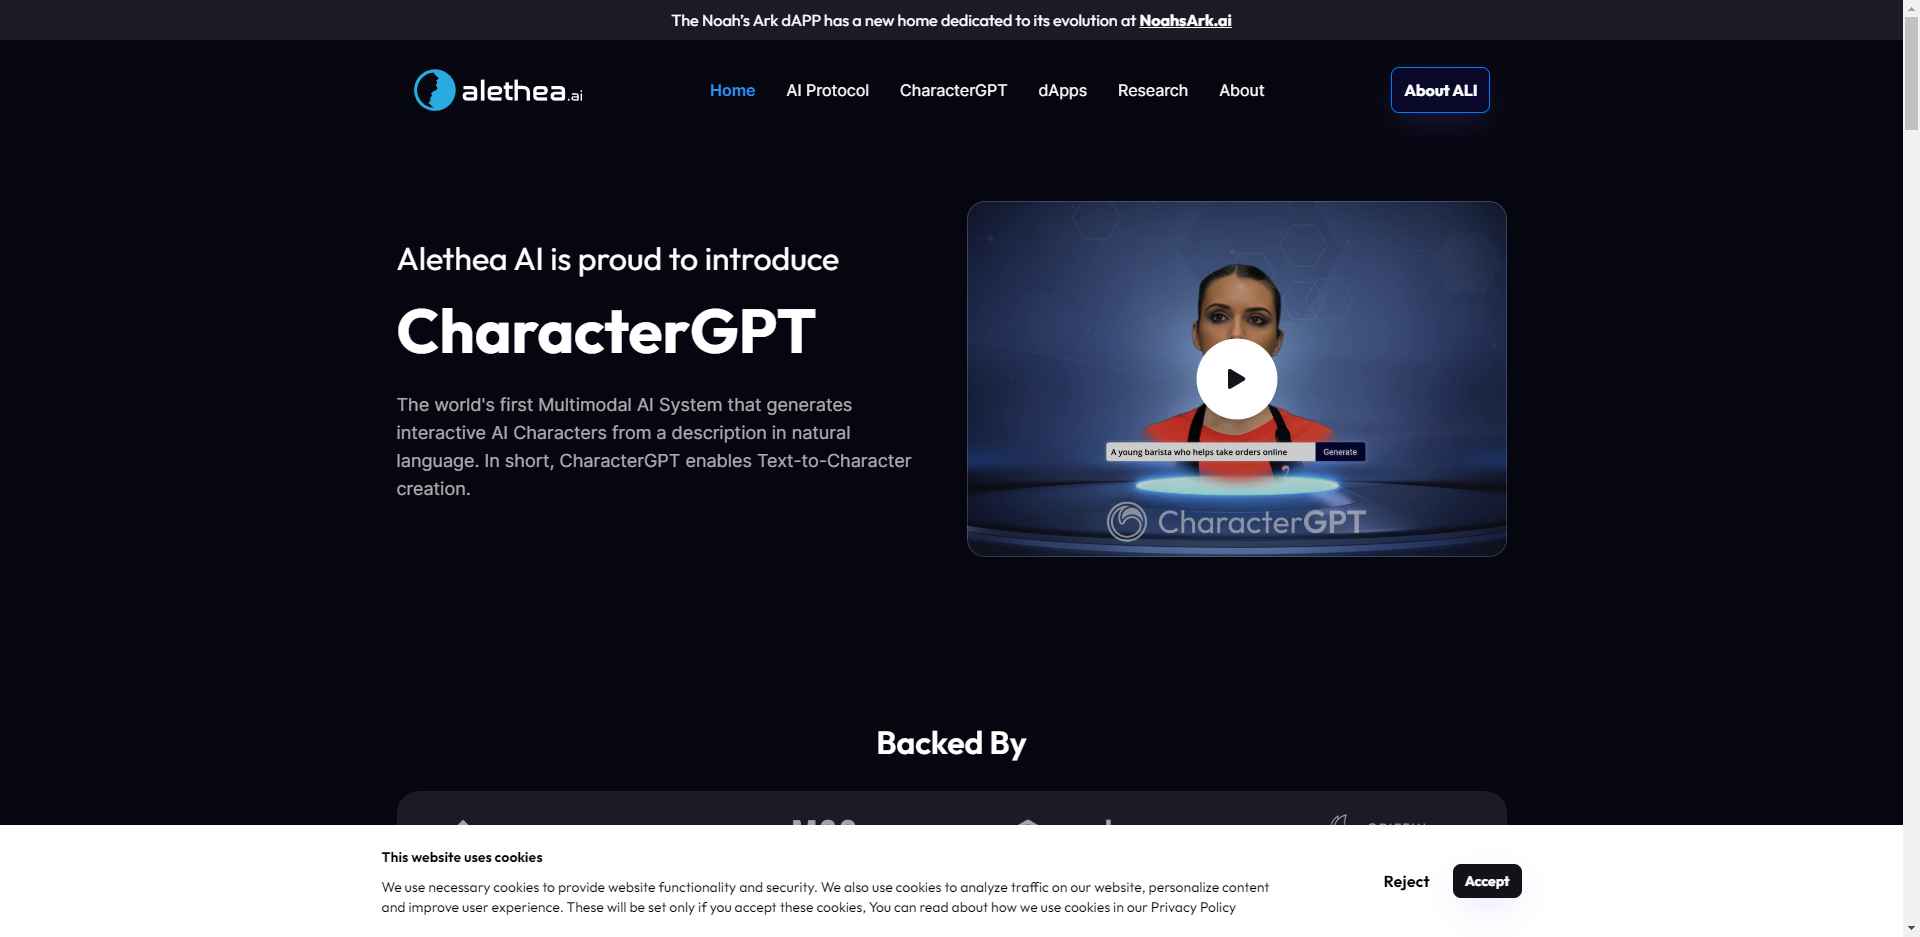 The Noah's Ark dAPP has a new home dedicated to its evolution at NoahsArk.ai
alethea.ai
Home
AI Protocol
CharacterGPT
dApps
Research
About
About ALI
Alethea AI is proud to introduce
CharacterGPT
The world's first Multimodal AI System that generates
interactive AI Characters from a description in natural
language. In short, CharacterGPT enables Text-to-Character
creation.
A young barista who helps take orders online
Generate
CharacterGPT
Backed By
This website uses cookies
We use necessary cookies to provide website functionality and security. We also use cookies to analyze traffic on our website, personalize content
and improve user experience. These will be set only if you accept these cookies, You can read about how we use cookies in our Privacy Policy
Reject
Accept